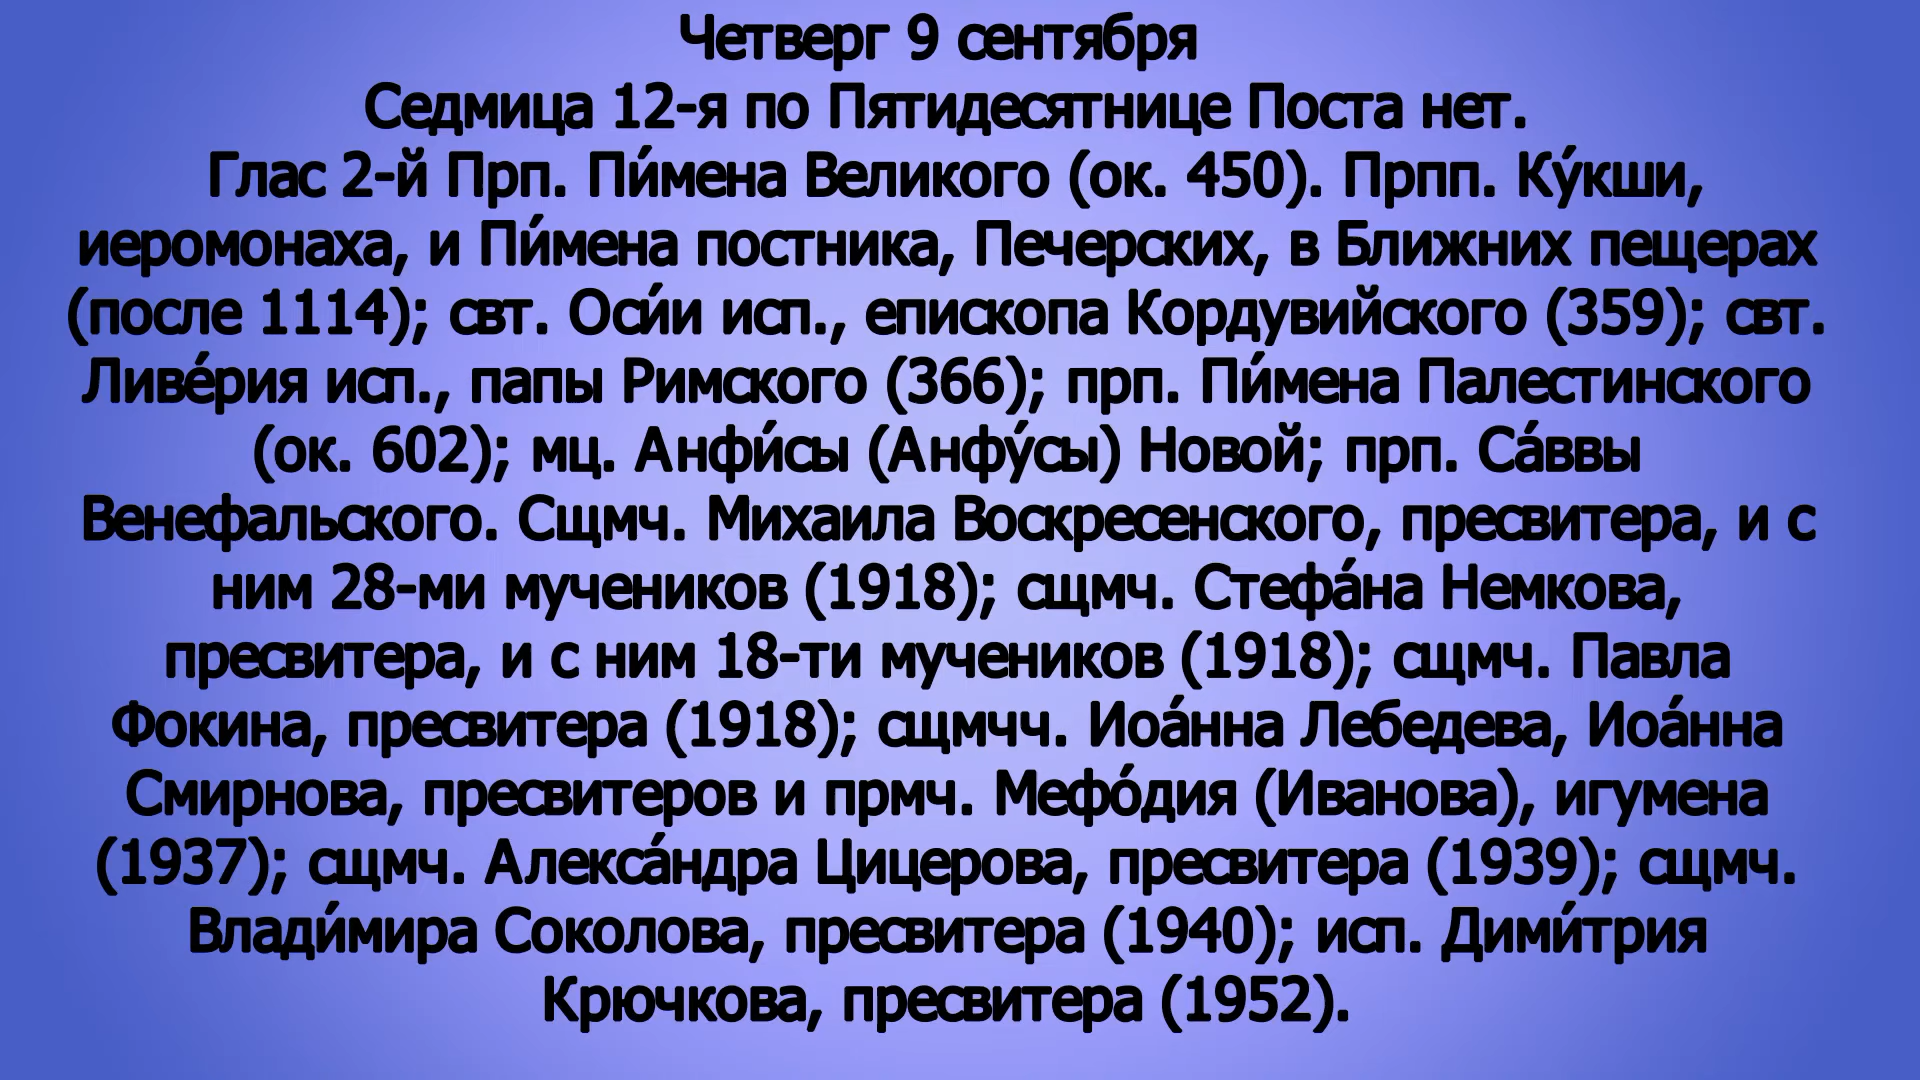 Четверг 9 сентября
Седмица 12-я по Пятидесятнице Поста нет.
Глас 2-й Прп. Пи́мена Великого (ок. 450). Прпп. Ку́кши,
иеромонаха, и Пи́мена постника, Печерских, в Ближних пещерах
(после 1114); свт. Оси́и исп., епископа Кордувийского (359); свт.
Ливе́рия исп., папы Римского (366); прп. Пи́мена Палестинского
(ок. 602); мц. Анфи́сы (Анфу́сы) Новой; прп. Са́ввы
Венефальского. Сщмч. Михаила Воскресенского, пресвитера, и с
ним 28-ми мучеников (1918); сщмч. Стефа́на Немкова,
пресвитера, и с ним 18-ти мучеников (1918); сщмч. Павла
Фокина, пресвитера (1918); сщмчч. Иоа́нна Лебедева, Иоа́нна
Смирнова, пресвитеров и прмч. Мефо́дия (Иванова), игумена
(1937); сщмч. Алекса́ндра Цицерова, пресвитера (1939); сщмч.
Влади́мира Соколова, пресвитера (1940); исп. Дими́трия
Крючкова, пресвитера (1952).